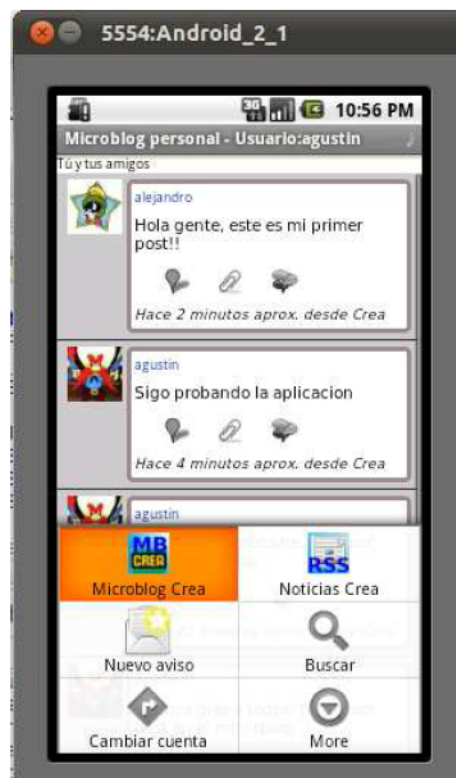 5554:Android_2_1
3G
10:56 PM
Microblog personal - Usuario:agustin
Tú y tus amigos
alejandro
Hola gente, este es mi primer
post!!
Hace 2 minutos aprox. desde Crea
agustin
Sigo probando la aplicacion
Hace 4 minutos aprox. desde Crea
agustin
MB
CREA
RSS
Microblog Crea
Noticias Crea
Nuevo aviso
Buscar
Cambiar cuenta
More